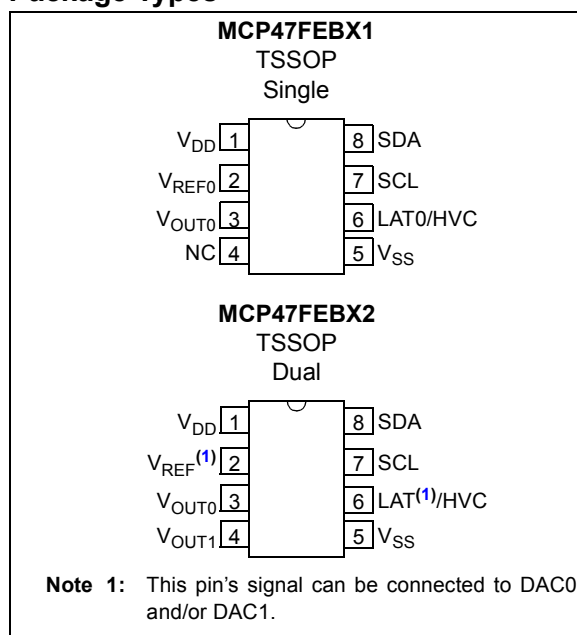 Package Types
MCP47FEBX1
TSSOP
Single
VDD 1
8 SDA
VREF0 2
7 SCL
VOUT0 3
6 LAT0/HVC
NC 4
5 VSS
MCP47FEBX2
TSSOP
Dual
VDD 1
8 SDA
VREF(1) 2
7 SCL
VOUT0 3
6 LAT(1)/HVC
VOUT1 4
5 VSS
Note 1: This pin's signal can be connected to DAC0
and/or DAC1.